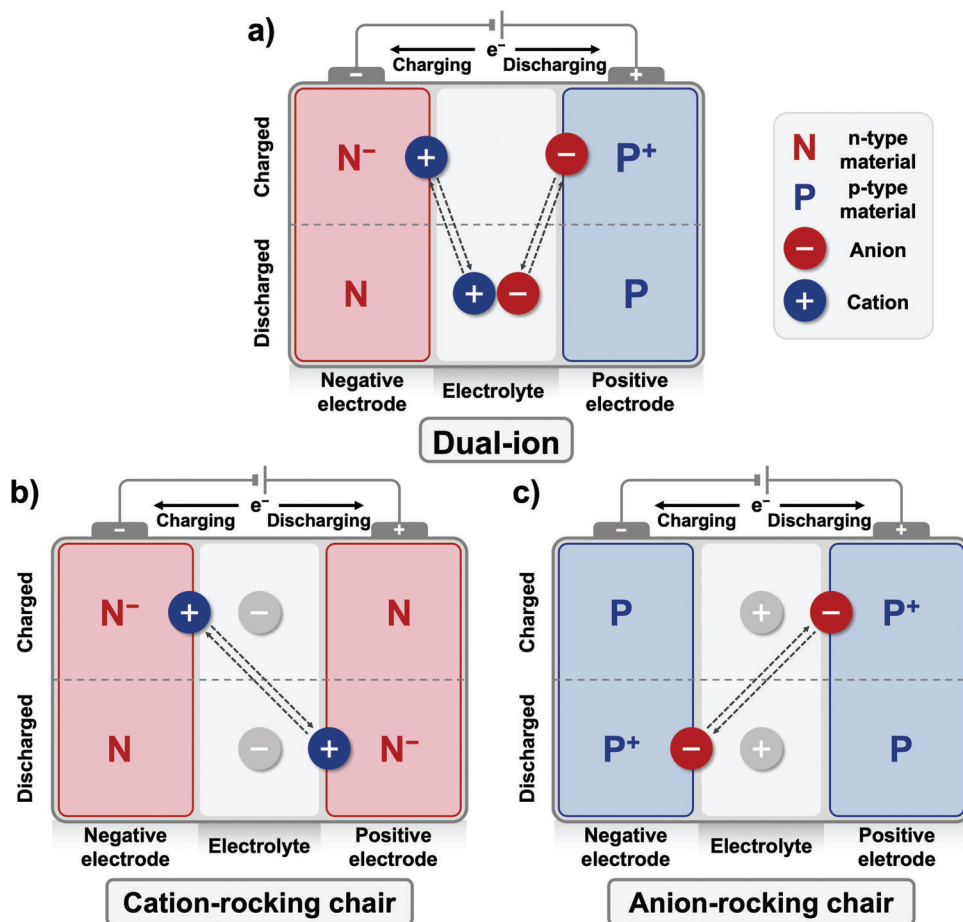 a)
e⁻
Charging Discharging
− +
Charged
N⁻ + − P⁺
Discharged
N + − P
Negative electrode
Electrolyte
Positive electrode
Dual-ion
N n-type material
P p-type material
− Anion
+ Cation
b)
e⁻
Charging Discharging
− +
Charged
N⁻ + − N
Discharged
N − + N⁻
Negative electrode
Electrolyte
Positive electrode
Cation-rocking chair
c)
e⁻
Charging Discharging
− +
Charged
P + − P⁺
Discharged
P⁺ − + P
Negative electrode
Electrolyte
Positive eletrode
Anion-rocking chair